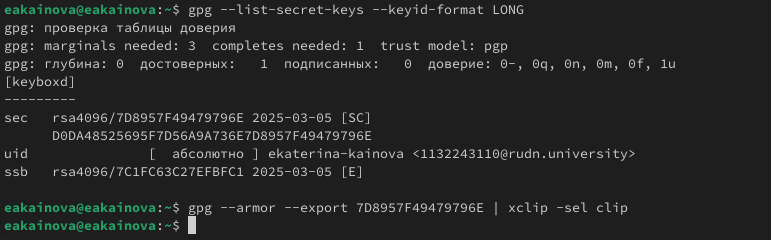 eakainova@eakainova:~$ gpg --list-secret-keys --keyid-format LONG
gpg: проверка таблицы доверия
gpg: marginals needed: 3  completes needed: 1  trust model: pgp
gpg: глубина: 0  достоверных:   1  подписанных:   0  доверие: 0-, 0q, 0n, 0m, 0f, 1u
[keyboxd]
---------
sec   rsa4096/7D8957F49479796E 2025-03-05 [SC]
      D0DA48525695F7D56A9A736E7D8957F49479796E
uid              [  абсолютно ] ekaterina-kainova <1132243110@rudn.university>
ssb   rsa4096/7C1FC63C27EFBFC1 2025-03-05 [E]
eakainova@eakainova:~$ gpg --armor --export 7D8957F49479796E | xclip -sel clip
eakainova@eakainova:~$